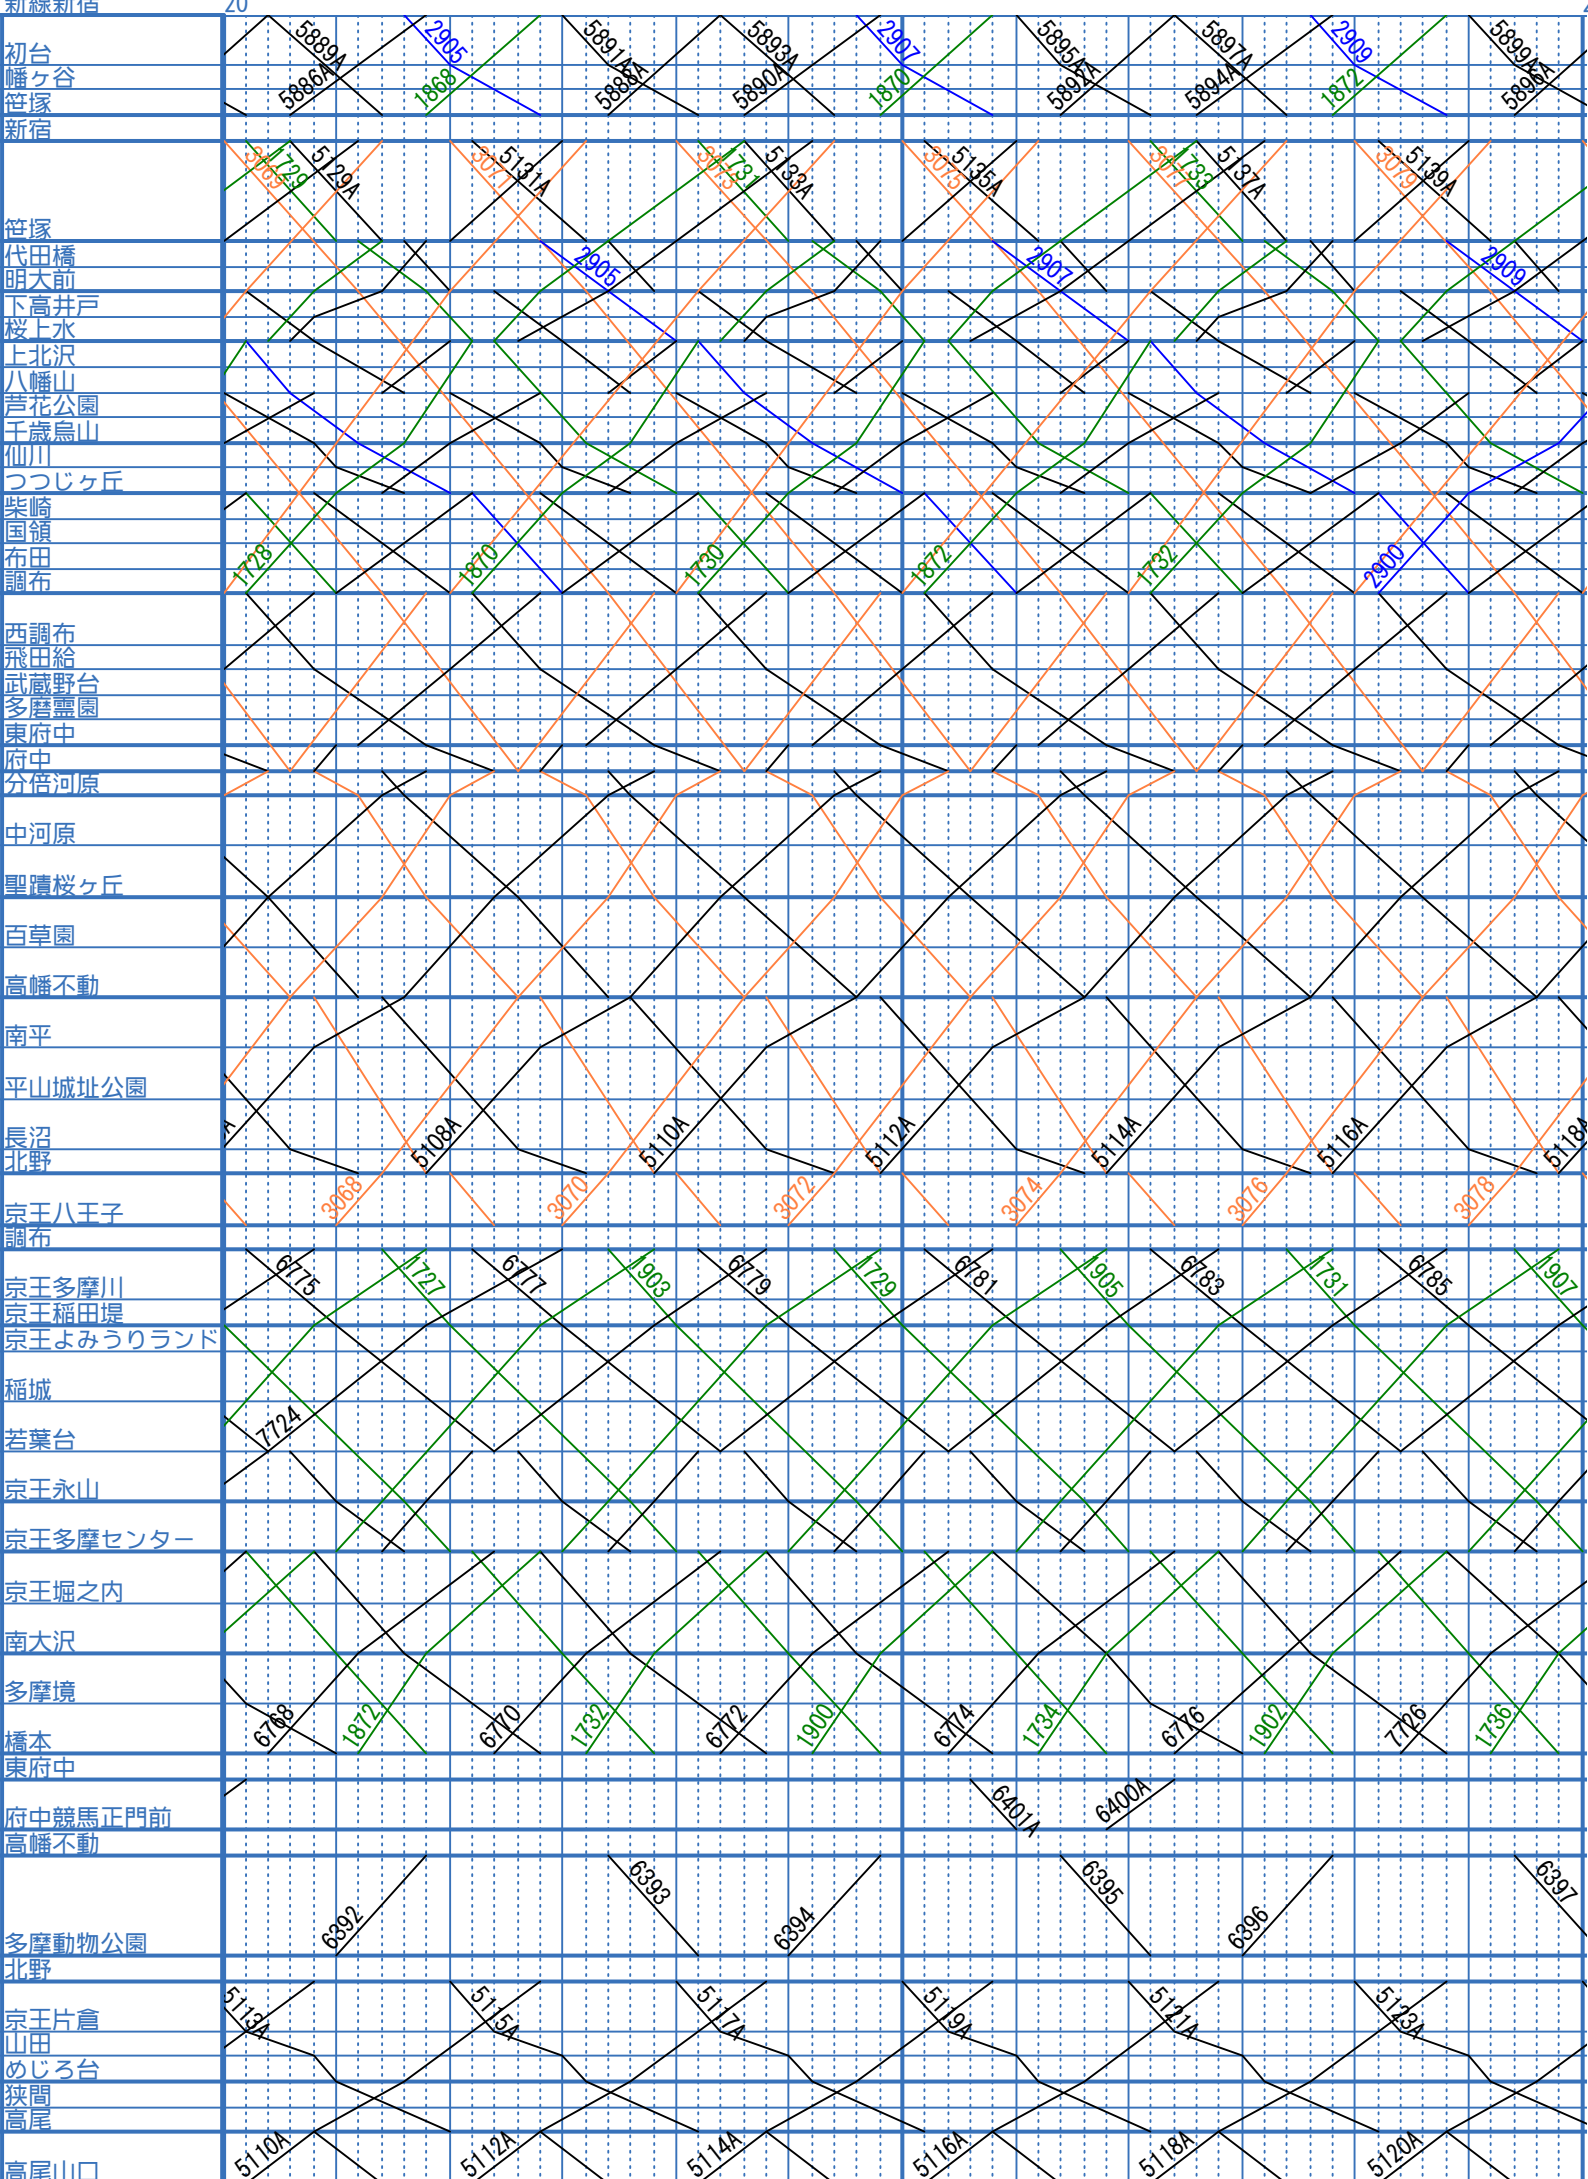 新線新宿 20
5889A 2905 5891A 5893A 2907 5895A 5897A 2909 5899A
初台
幡ヶ谷
5886A 1868 5888A 5890A 1870 5892A 5894A 1872 5896A
笹塚
新宿
3069 1729 5129A 3071 5131A 3073 1731 5133A 3075 5135A 3077 1733 5137A 3079 5139A
笹塚
代田橋
2905 2907 2909
明大前
下高井戸
桜上水
上北沢
八幡山
芦花公園
千歳烏山
仙川
つつじヶ丘
柴崎
国領
布田
1728 1870 1730 1872 1732 2900
調布
西調布
飛田給
武蔵野台
多磨霊園
東府中
府中
分倍河原
中河原
聖蹟桜ヶ丘
百草園
高幡不動
南平
平山城址公園
長沼
A 5108A 5110A 5112A 5114A 5116A 5118A
北野
3068 3070 3072 3074 3076 3078
京王八王子
調布
6775 1727 6777 1903 6779 1729 6781 1905 6783 1731 6785 1907
京王多摩川
京王稲田堤
京王よみうりランド
稲城
7724
若葉台
京王永山
京王多摩センター
京王堀之内
南大沢
多摩境
6768 1872 6770 1732 6772 1900 6774 1734 6776 1902 7726 1736
橋本
東府中
6401A 6400A
府中競馬正門前
高幡不動
6393 6395 6397
6392 6394 6396
多摩動物公園
北野
5113A 5115A 5117A 5119A 5121A 5123A
京王片倉
山田
めじろ台
狭間
高尾
5110A 5112A 5114A 5116A 5118A 5120A
高尾山口